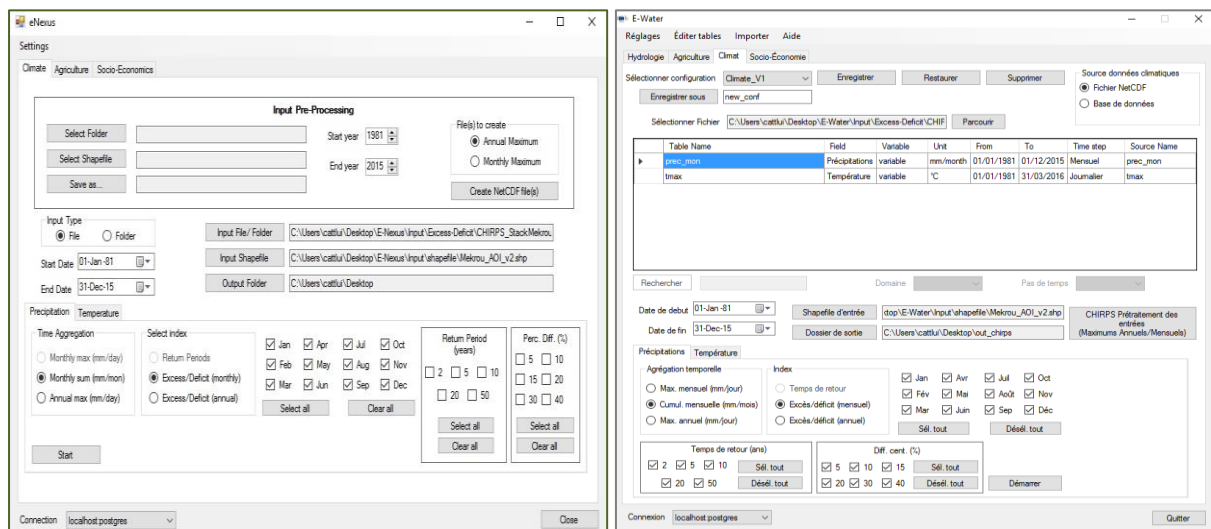 eNexus
Settings
Climate Agriculture Socio-Economics
Input Pre-Processing
Select Folder
Select Shapefile
Save as...
Start year 1981
End year 2015
File(s) to create
Annual Maximum
Monthly Maximum
Create NetCDF file(s)
Input Type
File Folder
Start Date 01-Jan-81
End Date 31-Dec-15
Input File/ Folder C:\Users\cattlui\Desktop\E-Nexus\Input\Excess-Deficit\CHIRPS_StackMekrou
Input Shapefile C:\Users\cattlui\Desktop\E-Nexus\Input\shapefile\Mekrou_AOI_v2.shp
Output Folder C:\Users\cattlui\Desktop
Precipitation Temperature
Time Aggregation
Monthly max (mm/day)
Monthly sum (mm/mon)
Annual max (mm/day)
Select index
Return Periods
Excess/Deficit (monthly)
Excess/Deficit (annual)
Jan Apr Jul Oct
Feb May Aug Nov
Mar Jun Sep Dec
Select all Clear all
Return Period
(years)
2 5 10
20 50
Select all
Clear all
Perc. Diff. (%)
5 10
15 20
30 40
Select all
Clear all
Start
Connection localhost:postgres
Close
E-Water
Réglages Éditer tables Importer Aide
Hydrologie Agriculture Climat Socio-Économie
Sélectionner configuration Climate_V1 Enregistrer Restaurer Supprimer
Enregistrer sous new_conf
Source données climatiques
Fichier NetCDF
Base de données
Sélectionner Fichier C:\Users\cattlui\Desktop\E-Water\Input\Excess-Deficit\CHIF Parcourir
Table Name Field Variable Unit From To Time step Source Name
prec_mon Précipitations variable mm/month 01/01/1981 01/12/2015 Mensuel prec_mon
tmax Température variable °C 01/01/1981 31/03/2016 Journalier tmax
Rechercher Domaine Pas de temps
Date de debut 01-Jan -81
Date de fin 31-Dec-15
Shapefile d'entrée top\E-Water\Input\shapefile\Mekrou_AOI_v2.shp
Dossier de sortie C:\Users\cattlui\Desktop\out_chirps
CHIRPS Prétraitement des
entrées
(Maximums Annuels/Mensuels)
Précipitations Température
Agrégation temporelle
Max. mensuel (mm/jour)
Cumul. mensuelle (mm/mois)
Max. annuel (mm/jour)
Index
Temps de retour
Excès/déficit (mensuel)
Excès/déficit (annuel)
Jan Avr Juil Oct
Fév Mai Août Nov
Mar Juin Sep Déc
Sél. tout Désél. tout
Temps de retour (ans)
2 5 10 Sél. tout
20 50 Désél. tout
Diff. cent. (%)
5 10 15 Sél. tout
20 30 40 Désél. tout
Démarrer
Connexion localhost:postgres
Quitter